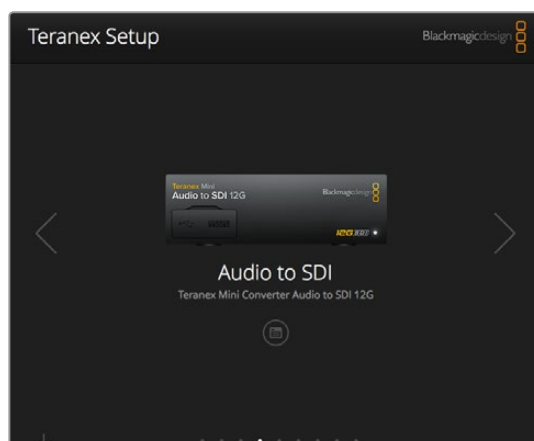 Teranex Setup
Blackmagicdesign
Teranex Mini
Audio to SDI 12G
Blackmagicdesign
Audio to SDI
Teranex Mini Converter Audio to SDI 12G